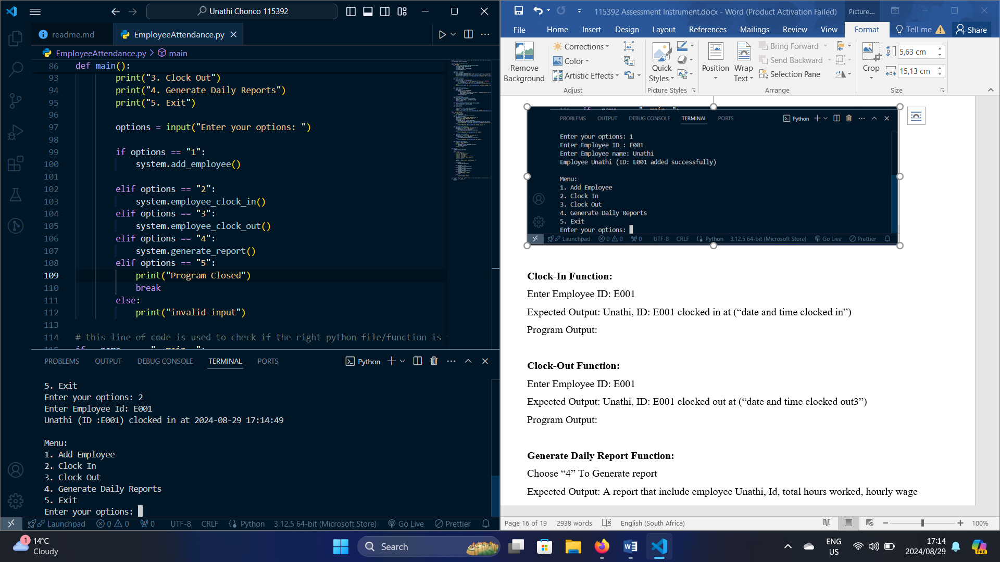 Unathi Chonco 115392
readme.md
EmployeeAttendance.py
EmployeeAttendance.py > main
86 def main():
93 print("3. Clock Out")
94 print("4. Generate Daily Reports")
95 print("5. Exit")
96
97 options = input("Enter your options: ")
98
99 if options == "1":
100 system.add_employee()
101
102 elif options == "2":
103 system.employee_clock_in()
104 elif options == "3":
105 system.employee_clock_out()
106 elif options == "4":
107 system.generate_report()
108 elif options == "5":
109 print("Program Closed")
110 break
111 else:
112 print("invalid input")
113
114 # this line of code is used to check if the right python file/function is
PROBLEMS OUTPUT DEBUG CONSOLE TERMINAL PORTS
Python
5. Exit
Enter your options: 2
Enter Employee Id: E001
Unathi (ID :E001) clocked in at 2024-08-29 17:14:49
Menu:
1. Add Employee
2. Clock In
3. Clock Out
4. Generate Daily Reports
5. Exit
Enter your options:
Launchpad 0 0 0 UTF-8 CRLF Python 3.12.5 64-bit (Microsoft Store) Go Live Prettier
115392 Assessment Instrument.docx - Word (Product Activation Failed)
Picture...
File Home Insert Design Layout References Mailings Review View Format Tell me Share
Remove Background
Corrections
Color
Artistic Effects
Adjust
Quick Styles
Picture Styles
Position
Wrap Text
Bring Forward
Send Backward
Selection Pane
Arrange
Crop
5,63 cm
15,13 cm
Size
PROBLEMS OUTPUT DEBUG CONSOLE TERMINAL PORTS
Python
Enter your options: 1
Enter Employee ID : E001
Enter Employee name: Unathi
Employee Unathi (ID: E001 added successfully)
Menu:
1. Add Employee
2. Clock In
3. Clock Out
4. Generate Daily Reports
5. Exit
Enter your options:
Launchpad 0 0 0 UTF-8 CRLF Python 3.12.5 64-bit (Microsoft Store) Go Live Prettier
Clock-In Function:
Enter Employee ID: E001
Expected Output: Unathi, ID: E001 clocked in at (“date and time clocked in”)
Program Output:
Clock-Out Function:
Enter Employee ID: E001
Expected Output: Unathi, ID: E001 clocked out at (“date and time clocked out3”)
Program Output:
Generate Daily Report Function:
Choose “4” To Generate report
Expected Output: A report that include employee Unathi, Id, total hours worked, hourly wage
Page 16 of 19 2938 words English (South Africa) 100%
1
14°C
Cloudy
Search
ENG
US
17:14
2024/08/29
PRE